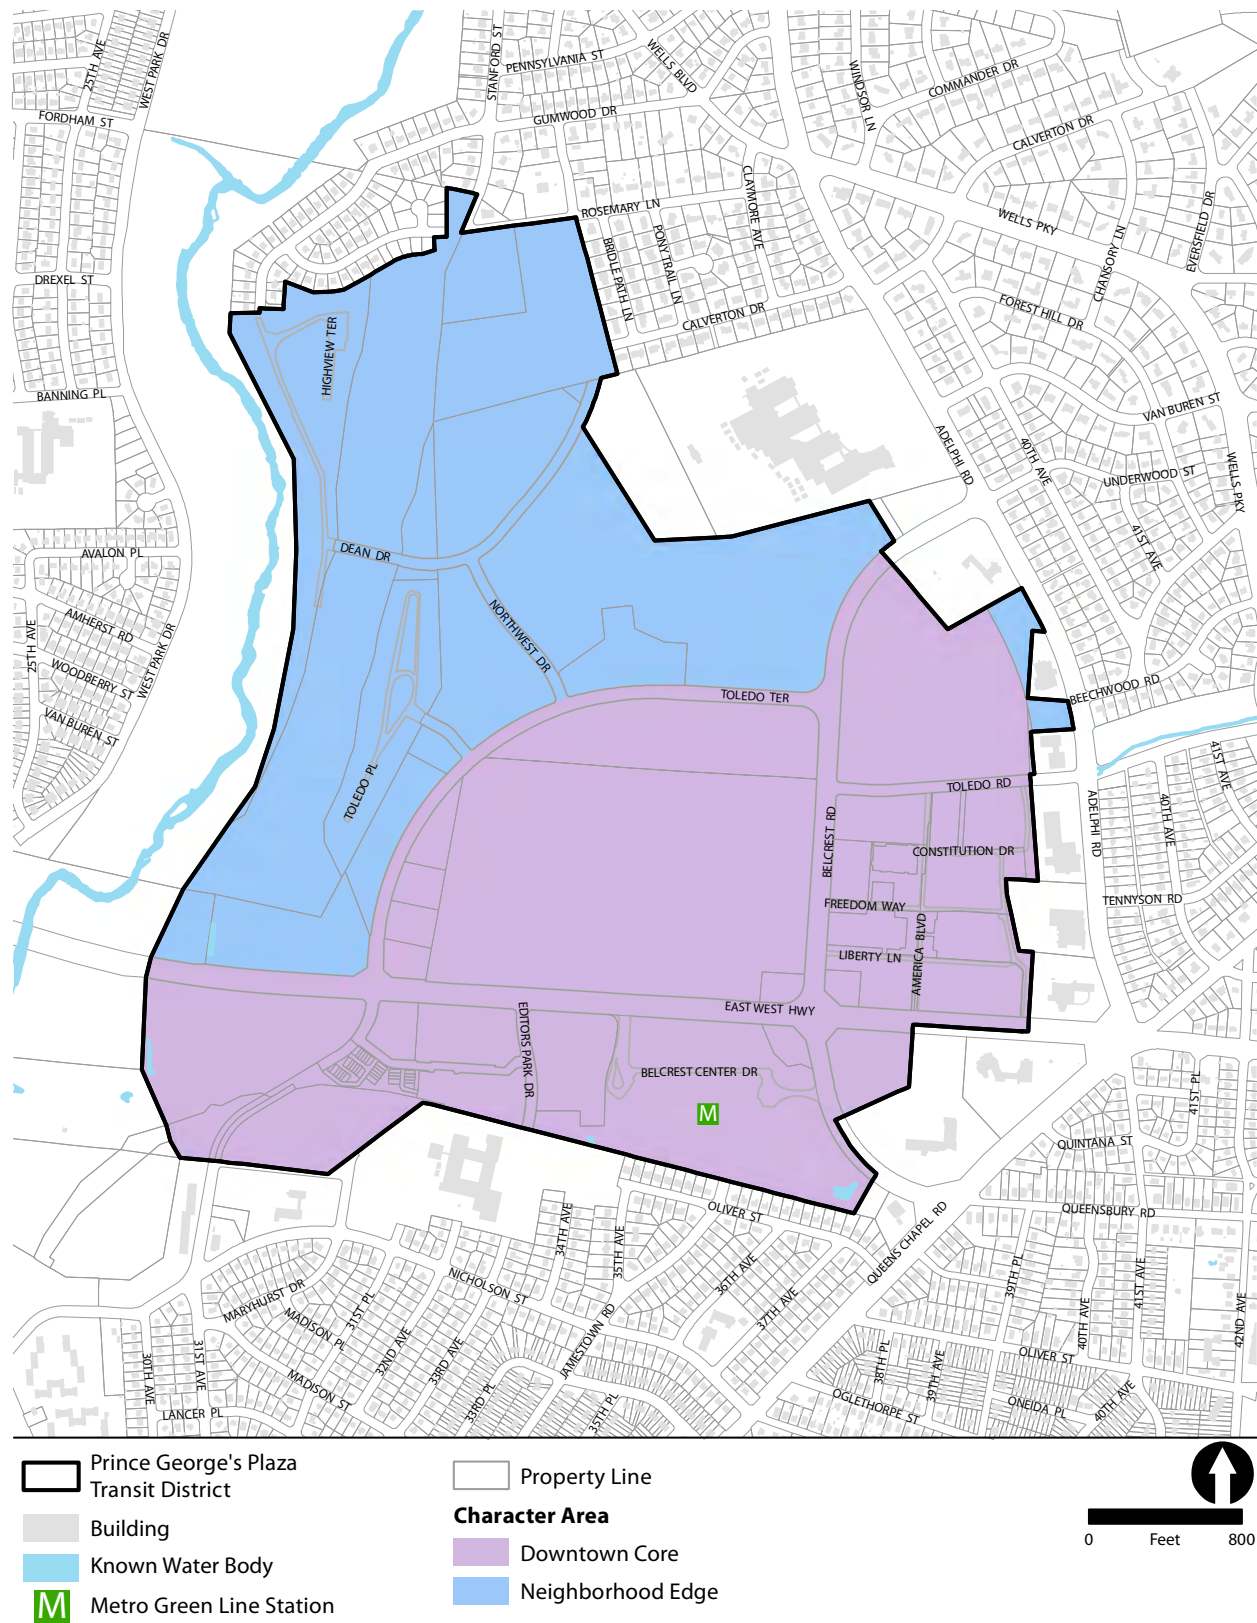 25TH AVE
WEST PARK DR
FORDHAM ST
STANFORD ST
PENNSYLVANIA ST
WELLS BLVD
GUMWOOD DR
WINDSOR LN
COMMANDER DR
CALVERTON DR
CLAYMORE AVE
ROSEMARY LN
PONY TRAIL LN
BRIDLE PATH LN
CALVERTON DR
WELLS PKY
CHANSORY LN
EVERSFIELD DR
FOREST HILL DR
DREXEL ST
HIGHVIEW TER
BANNING PL
VAN BUREN ST
ADELPHI RD
40TH AVE
UNDERWOOD ST
WELLS PKY
41ST AVE
AVALON PL
DEAN DR
AMHERST RD
25TH AVE
WOODBERRY ST
WEST PARK DR
VAN BUREN ST
NORTHWEST DR
TOLEDO TER
BEECHWOOD RD
TOLEDO PL
TOLEDO RD
BELCREST RD
ADELPHI RD
40TH AVE
41ST AVE
CONSTITUTION DR
FREEDOM WAY
AMERICA BLVD
TENNYSON RD
LIBERTY LN
EAST WEST HWY
EDITORS PARK DR
BELCREST CENTER DR
M
41ST PL
QUINTANA ST
QUEENSBURY RD
OLIVER ST
QUEENS CHAPEL RD
34TH AVE
35TH AVE
36TH AVE
37TH AVE
NICHOLSON ST
JAMESTOWN RD
MARYHURST DR
MADISON PL
31ST PL
32ND AVE
33RD AVE
33RD PL
35TH PL
30TH AVE
31ST AVE
MADISON ST
LANCER PL
39TH PL
40TH AVE
41ST AVE
42ND AVE
38TH PL
39TH AVE
OLIVER ST
OGLETHORPE ST
ONEIDA PL
40TH AVE
Prince George's Plaza
Transit District
Building
Known Water Body
M
Metro Green Line Station
Property Line
Character Area
Downtown Core
Neighborhood Edge
0 Feet 800